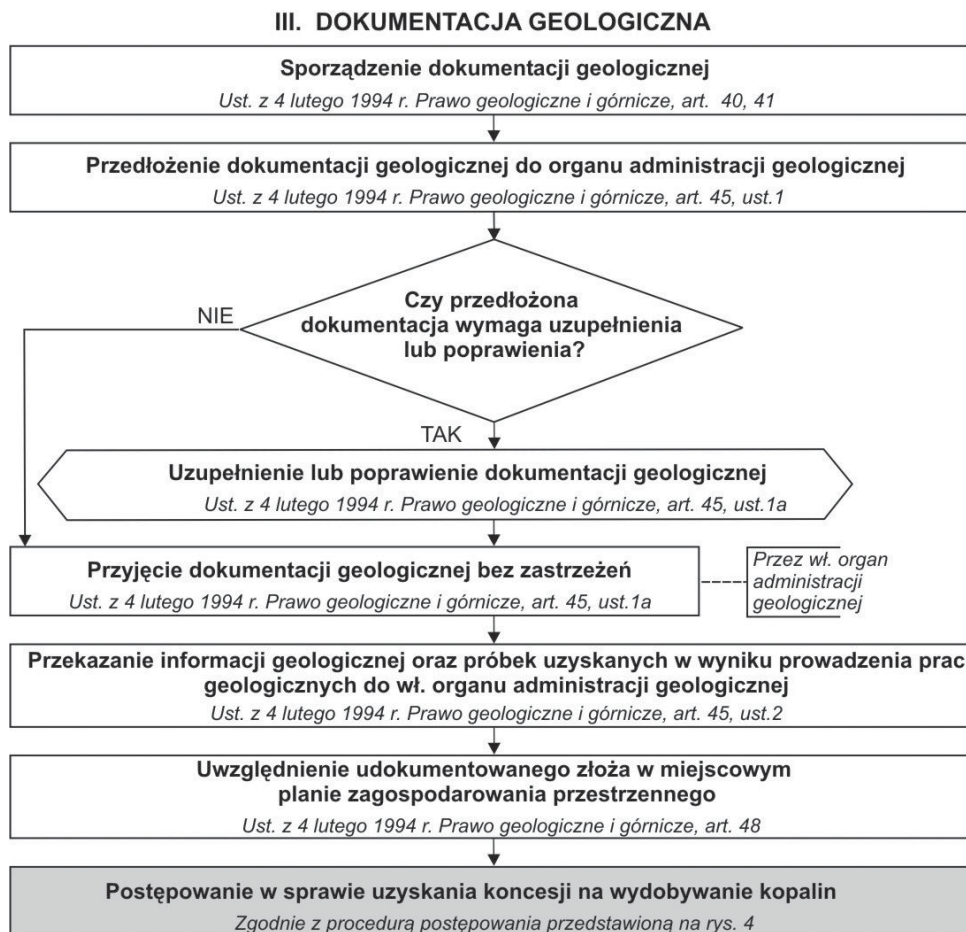 III. DOKUMENTACJA GEOLOGICZNA
Sporządzenie dokumentacji geologicznej
Ust. z 4 lutego 1994 r. Prawo geologiczne i górnicze, art. 40, 41
Przedłożenie dokumentacji geologicznej do organu administracji geologicznej
Ust. z 4 lutego 1994 r. Prawo geologiczne i górnicze, art. 45, ust.1
Czy przedłożona
dokumentacja wymaga uzupełnienia
lub poprawienia?
NIE
TAK
Uzupełnienie lub poprawienie dokumentacji geologicznej
Ust. z 4 lutego 1994 r. Prawo geologiczne i górnicze, art. 45, ust.1a
Przyjęcie dokumentacji geologicznej bez zastrzeżeń
Ust. z 4 lutego 1994 r. Prawo geologiczne i górnicze, art. 45, ust.1a
Przez wł. organ
administracji
geologicznej
Przekazanie informacji geologicznej oraz próbek uzyskanych w wyniku prowadzenia prac
geologicznych do wł. organu administracji geologicznej
Ust. z 4 lutego 1994 r. Prawo geologiczne i górnicze, art. 45, ust.2
Uwzględnienie udokumentowanego złoża w miejscowym
planie zagospodarowania przestrzennego
Ust. z 4 lutego 1994 r. Prawo geologiczne i górnicze, art. 48
Postępowanie w sprawie uzyskania koncesji na wydobywanie kopalin
Zgodnie z procedurą postępowania przedstawioną na rys. 4